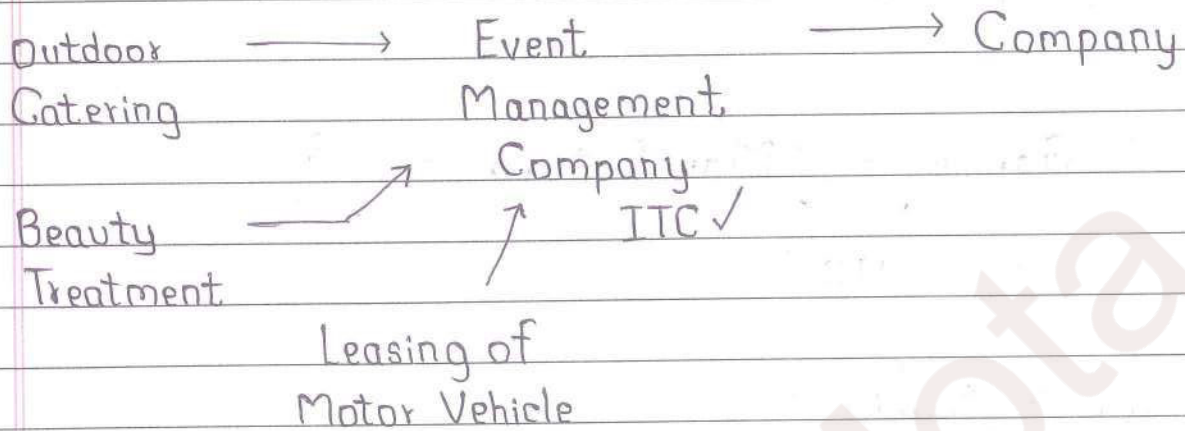 Outdoor → Event → Company
Catering Management
Company
Beauty ITC ✓
Treatment
Leasing of
Motor Vehicle